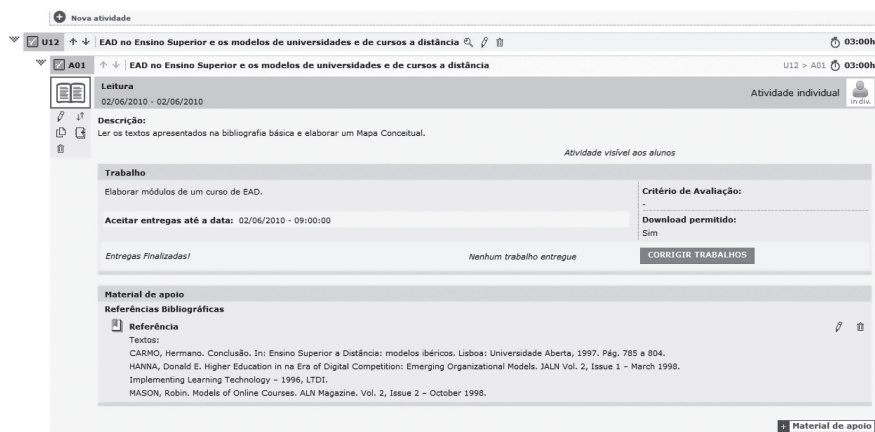 Nova atividade
U12 EAD no Ensino Superior e os modelos de universidades e de cursos a distância 03:00h
A01 EAD no Ensino Superior e os modelos de universidades e de cursos a distância U12 > A01 03:00h
Leitura
02/06/2010 - 02/06/2010
Atividade individual
indiv.
Descrição:
Ler os textos apresentados na bibliografia básica e elaborar um Mapa Conceitual.
Atividade visível aos alunos
Trabalho
Elaborar módulos de um curso de EAD.
Critério de Avaliação:
-
Aceitar entregas até a data: 02/06/2010 - 09:00:00
Download permitido:
Sim
Entregas Finalizadas! Nenhum trabalho entregue CORRIGIR TRABALHOS
Material de apoio
Referências Bibliográficas
Referência
Textos:
CARMO, Hermano. Conclusão. In: Ensino Superior a Distância: modelos ibéricos. Lisboa: Universidade Aberta, 1997. Pág. 785 a 804.
HANNA, Donald E. Higher Education in na Era of Digital Competition: Emerging Organizational Models. JALN Vol. 2, Issue 1 – March 1998.
Implementing Learning Technology – 1996, LTDI.
MASON, Robin. Models of Online Courses. ALN Magazine. Vol. 2, Issue 2 – October 1998.
+ Material de apoio